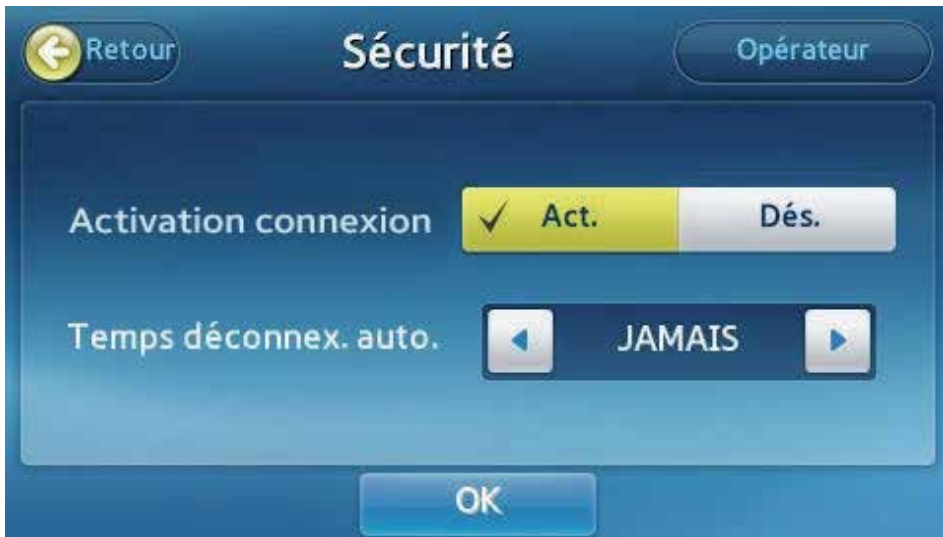 Retour Sécurité Opérateur
Activation connexion Act. Dés.
Temps déconnex. auto. JAMAIS
OK